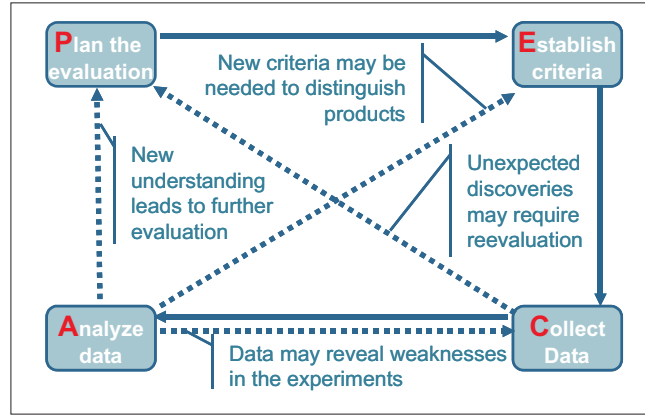 Plan the
evaluation
Establish
criteria
New criteria may be
needed to distinguish
products
New
understanding
leads to further
evaluation
Unexpected
discoveries
may require
reevaluation
Analyze
data
Collect
Data
Data may reveal weaknesses
in the experiments